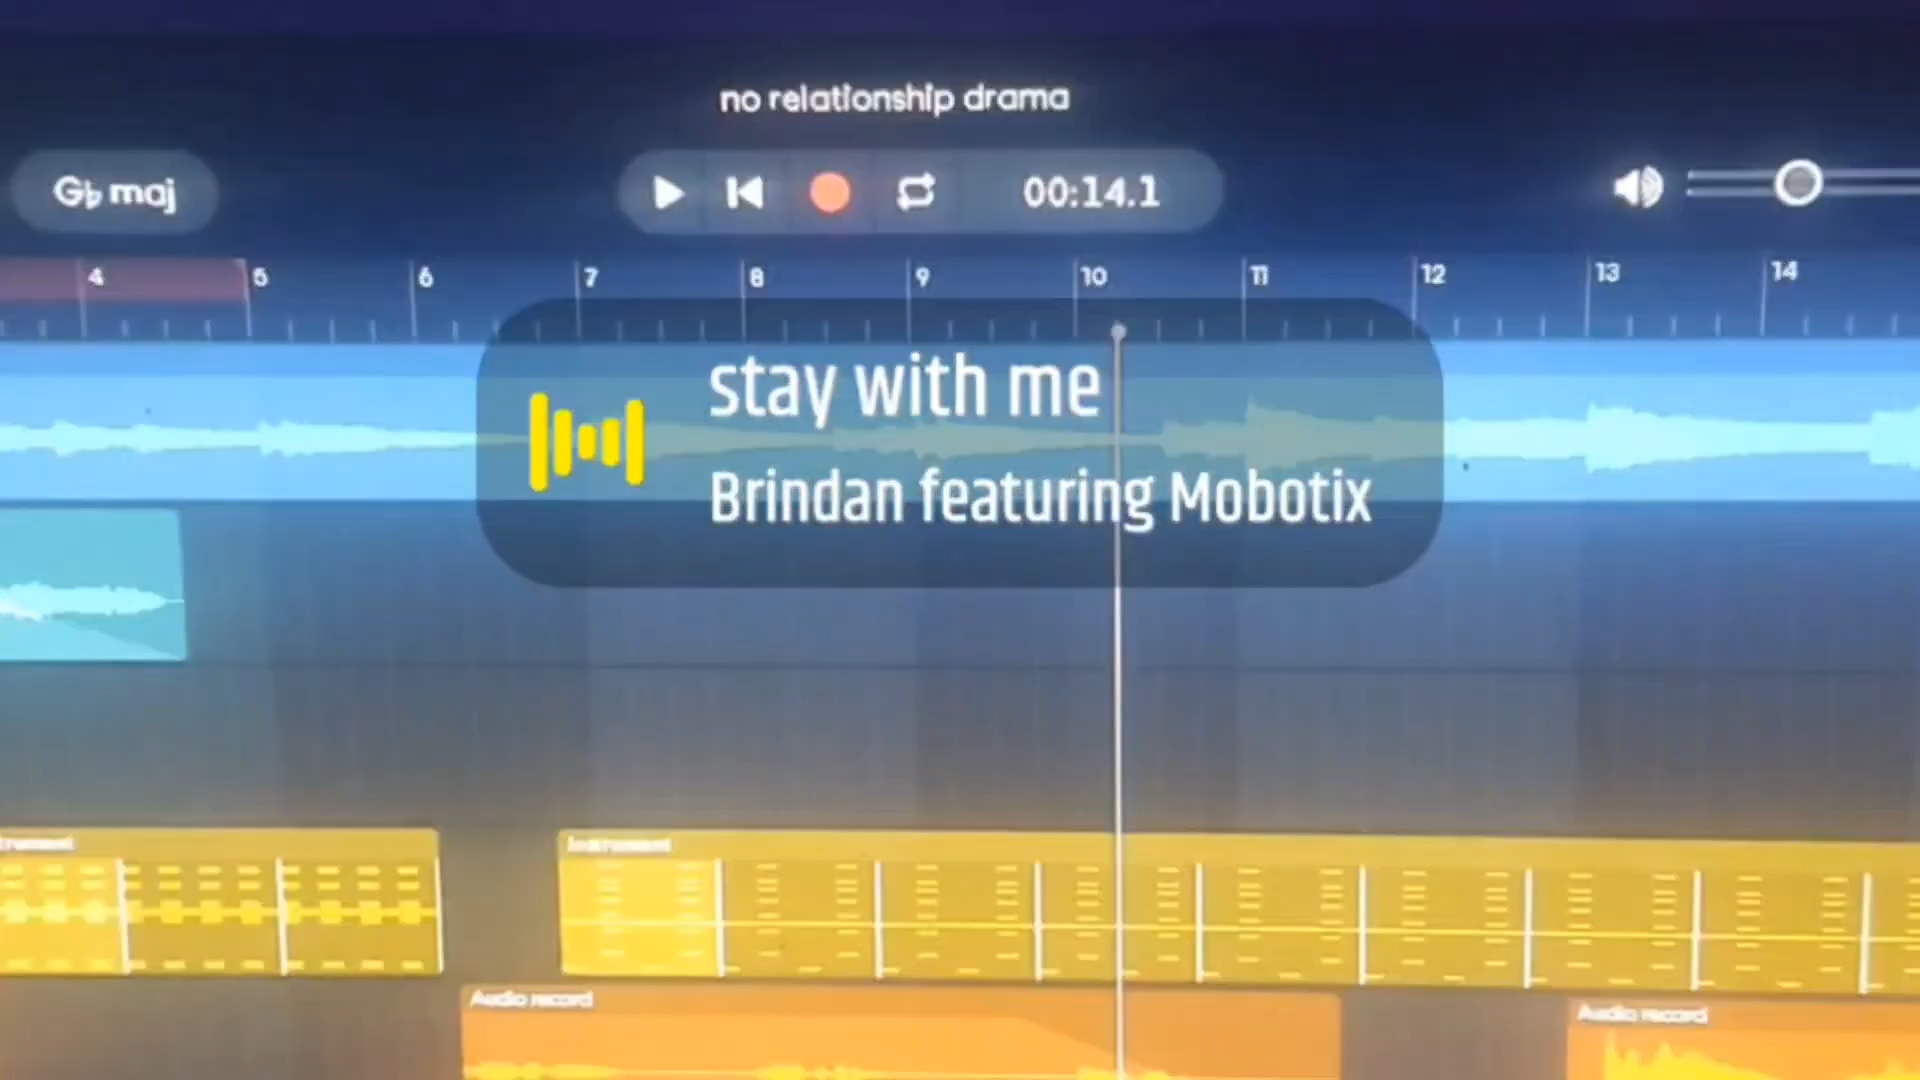 no relationship drama
G♭ maj
00:14.1
4 5 6 7 8 9 10 11 12 13 14
stay with me
Brindan featuring Mobotix
Instrument
Audio record
Audio record